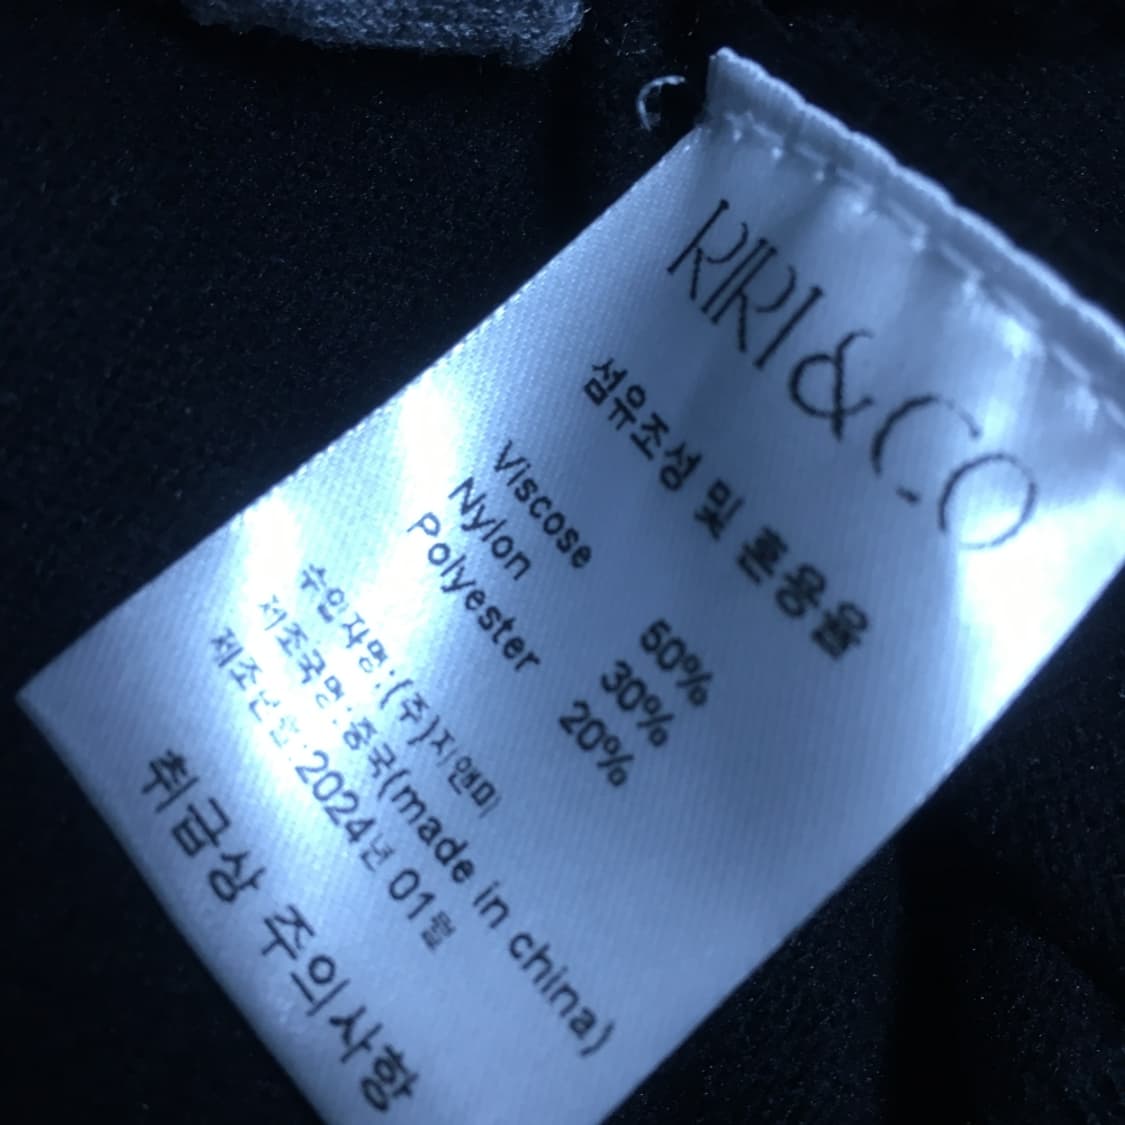 RIRI&CO
섬유조성 및 혼용율
Viscose 50%
Nylon 30%
Polyester 20%
수입자명:(주)지앤미
제조국명:중국(made in china)
제조년월:2024년 01월
취급상 주의사항